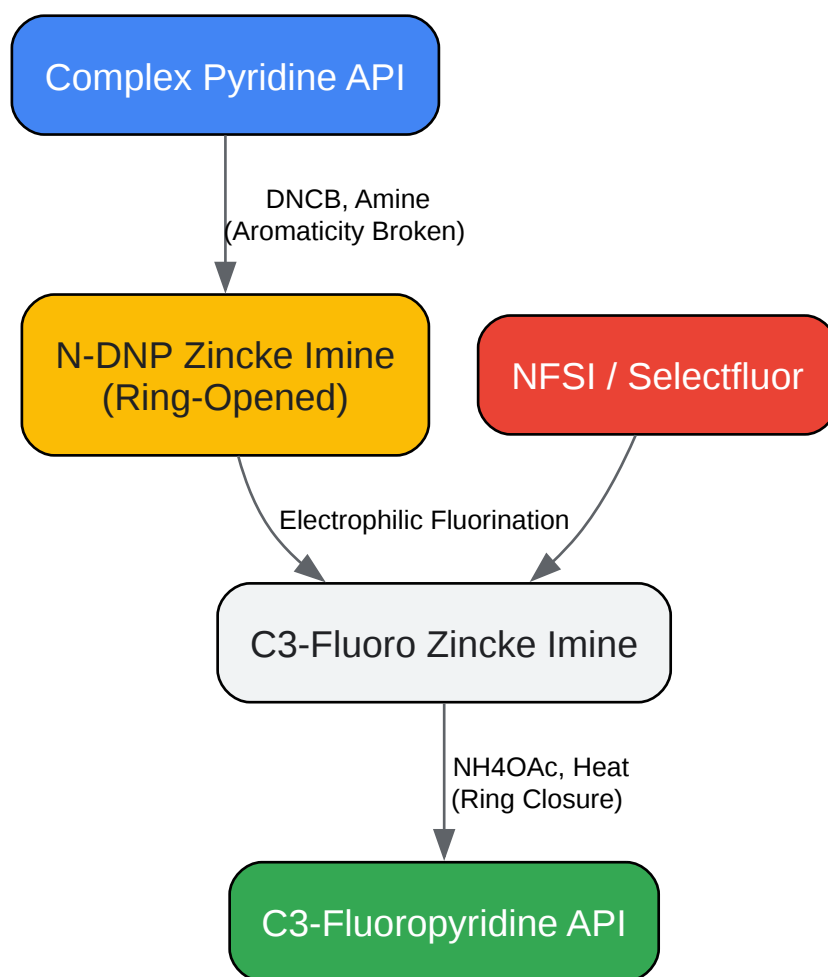 Complex Pyridine API
DNCB, Amine
(Aromaticity Broken)
N-DNP Zincke Imine
(Ring-Opened)
NFSI / Selectfluor
Electrophilic Fluorination
C3-Fluoro Zincke Imine
NH4OAc, Heat
(Ring Closure)
C3-Fluoropyridine API